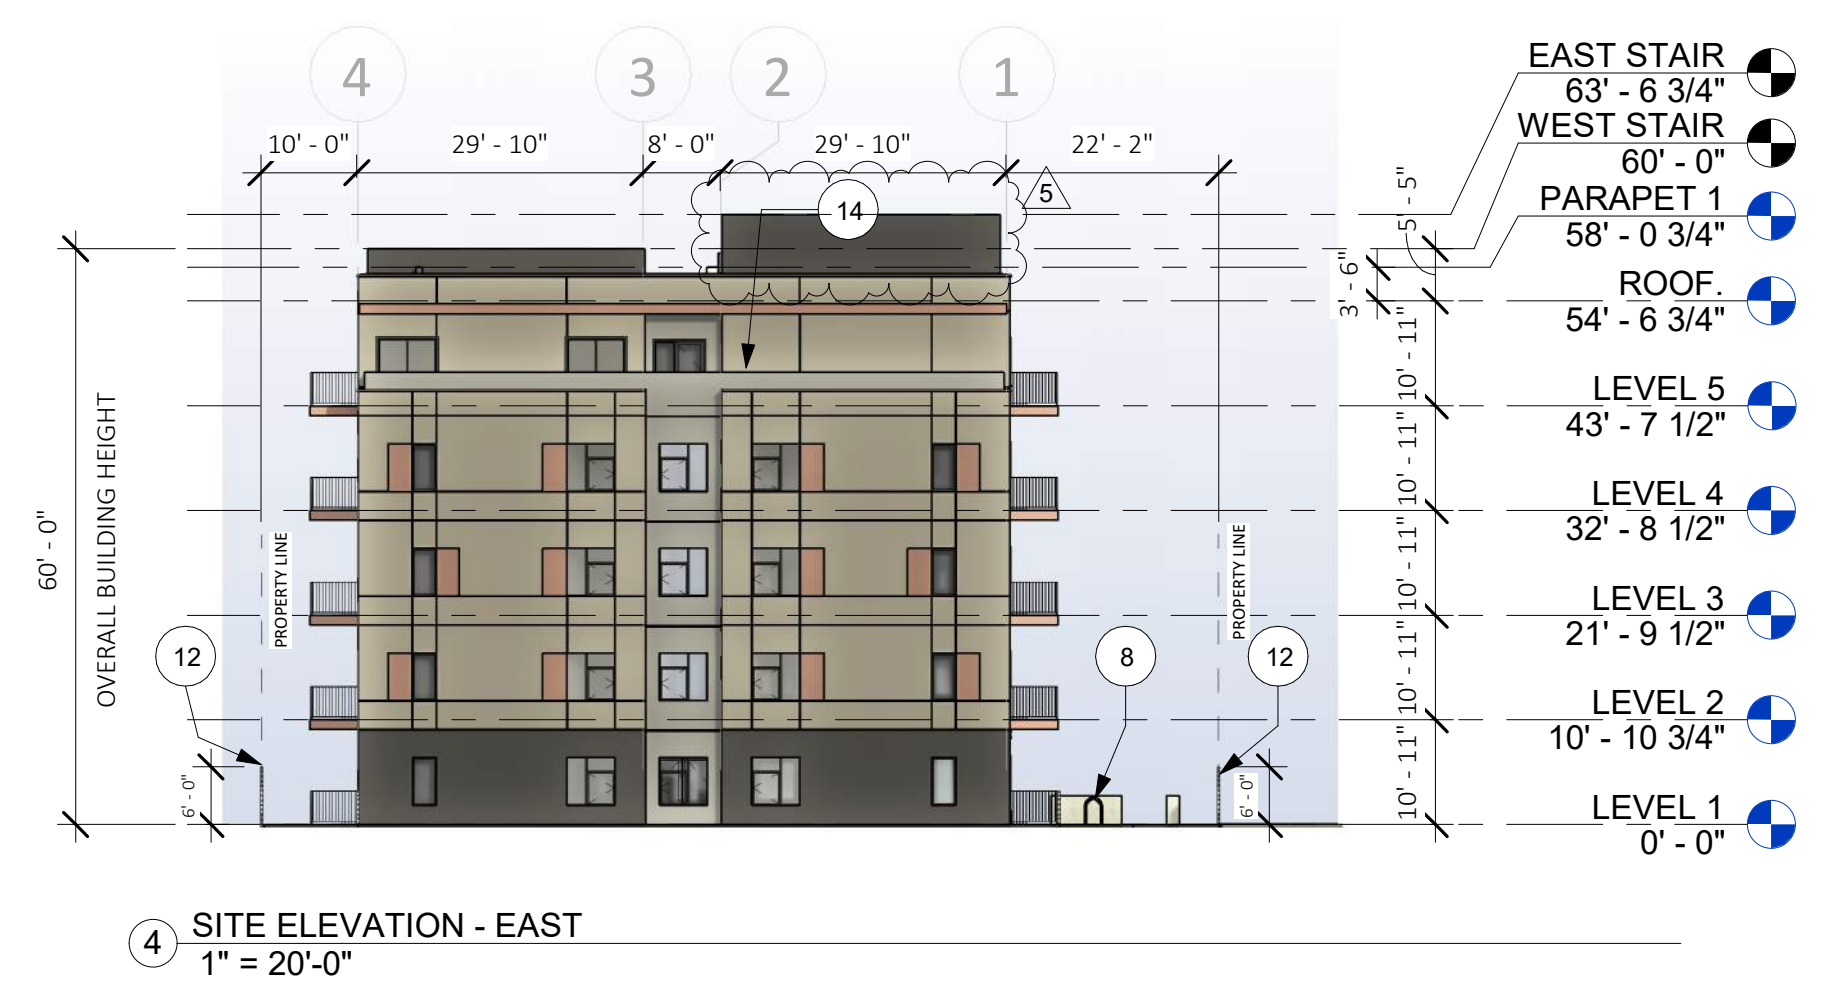 EAST STAIR
63' - 6 3/4"
WEST STAIR
60' - 0"
PARAPET 1
58' - 0 3/4"
ROOF.
54' - 6 3/4"
LEVEL 5
43' - 7 1/2"
LEVEL 4
32' - 8 1/2"
LEVEL 3
21' - 9 1/2"
LEVEL 2
10' - 10 3/4"
LEVEL 1
0' - 0"
4
3
2
1
10' - 0"
29' - 10"
8' - 0"
29' - 10"
22' - 2"
14
5
5' - 5"
3' - 6"
10' - 11"
10' - 11"
10' - 11"
10' - 11"
10' - 11"
60' - 0"
OVERALL BUILDING HEIGHT
PROPERTY LINE
PROPERTY LINE
12
8
12
6' - 0"
6' - 0"
4
SITE ELEVATION - EAST
1" = 20'-0"